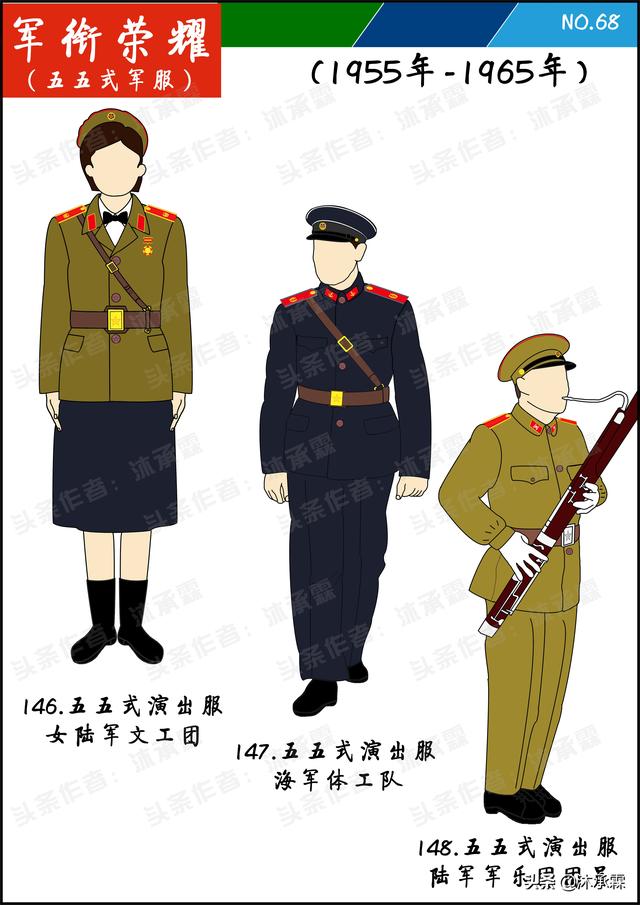 军衔荣耀
(五五式军服)
NO.68
(1955年-1965年)
146.五五式演出服
女陆军文工团
147.五五式演出服
海军体工队
148.五五式演出服
陆军军乐团团员
头条 @沐承霖
头条作者：沐承霖